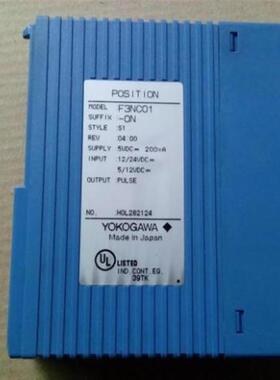 POSITION
MODEL F3NC01
SUFFIX -0N
STYLE S1
REV 04:00
SUPPLY 5VDC⎓ 200mA
INPUT 12/24VDC⎓
5/12VDC⎓
OUTPUT PULSE
NO. H0L282124
YOKOGAWA
Made in Japan
UL LISTED
IND.CONT.EQ.
39TK